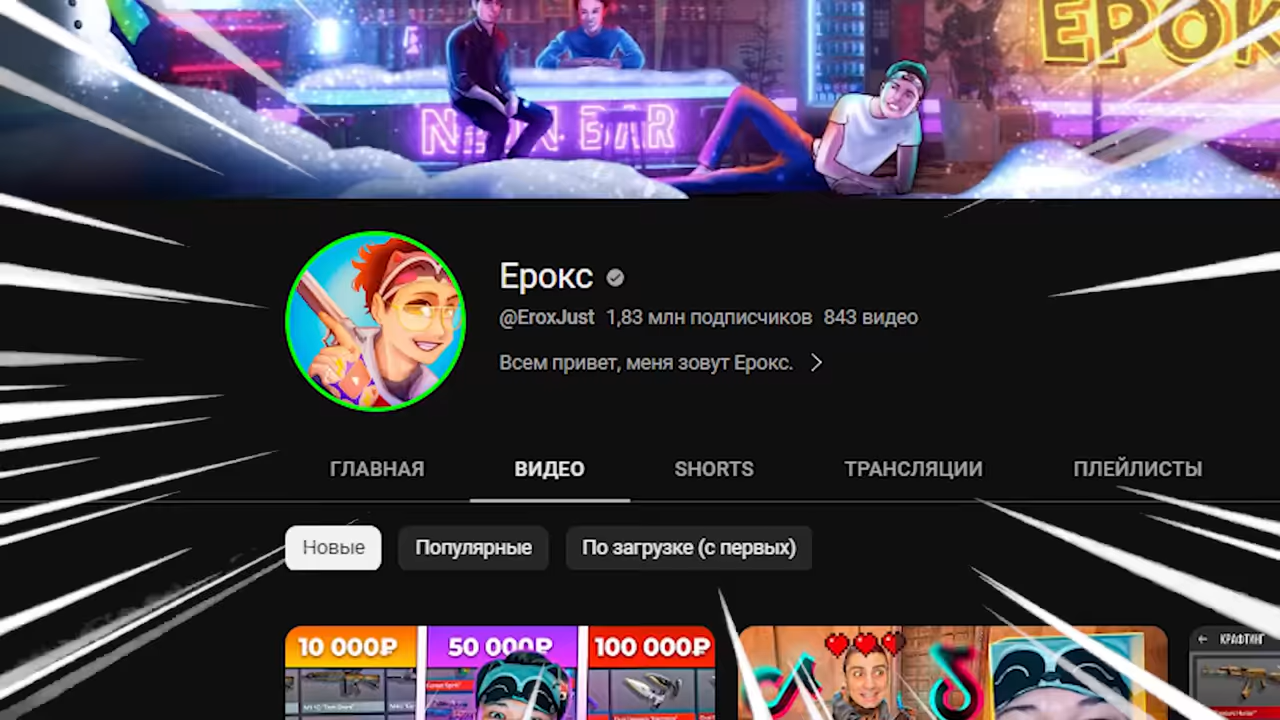 ЕРОК
NEON BAR
Ерокс
@EroxJust 1,83 млн подписчиков 843 видео
Всем привет, меня зовут Ерокс.
ГЛАВНАЯ ВИДЕО SHORTS ТРАНСЛЯЦИИ ПЛЕЙЛИСТЫ
Новые Популярные По загрузке (с первых)
10 000₽ 50 000₽ 100 000₽
КРАФТИНГ